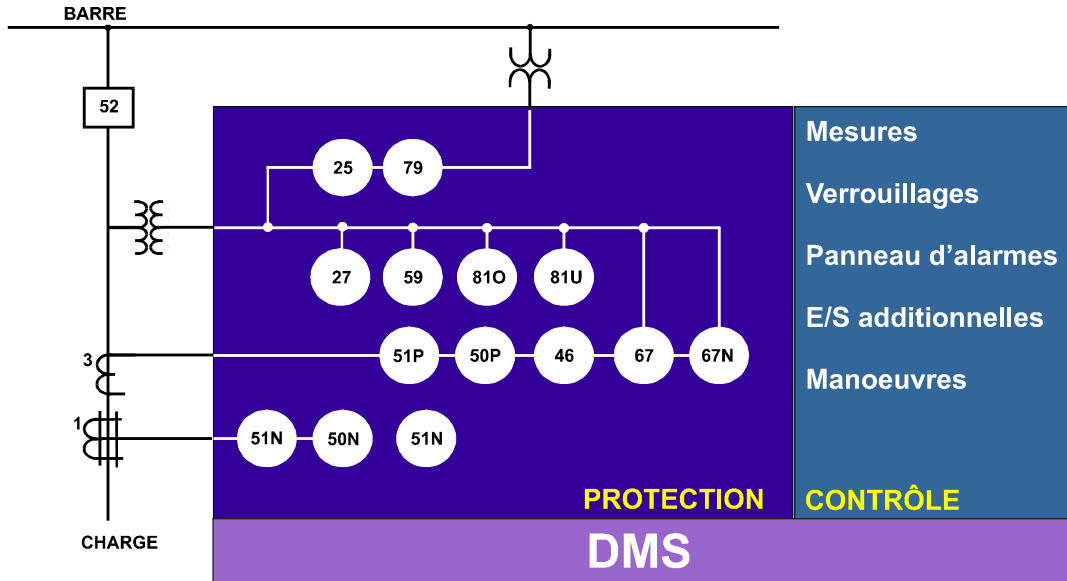 BARRE
52
25 79
Mesures
Verrouillages
27 59 81O 81U
Panneau d’alarmes
E/S additionnelles
3
51P 50P 46 67 67N
Manoeuvres
1
51N 50N 51N
PROTECTION
CONTRÔLE
CHARGE
DMS